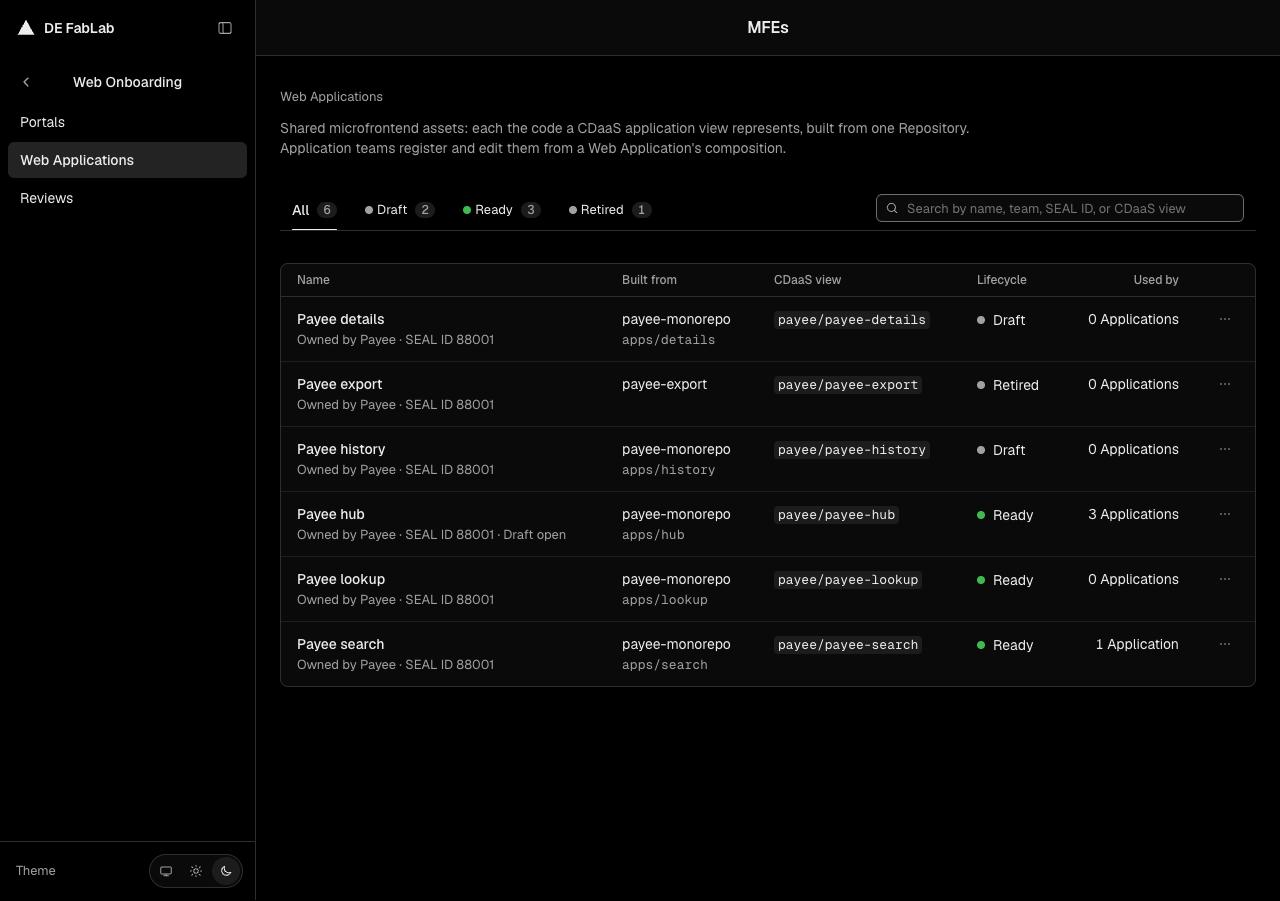 DE FabLab
MFEs
Web Onboarding
Portals
Web Applications
Reviews
Web Applications
Shared microfrontend assets: each the code a CDaaS application view represents, built from one Repository.
Application teams register and edit them from a Web Application's composition.
All 6 Draft 2 Ready 3 Retired 1
Search by name, team, SEAL ID, or CDaaS view
Name Built from CDaaS view Lifecycle Used by
Payee details payee-monorepo payee/payee-details Draft 0 Applications ···
Owned by Payee · SEAL ID 88001 apps/details
Payee export payee-export payee/payee-export Retired 0 Applications ···
Owned by Payee · SEAL ID 88001
Payee history payee-monorepo payee/payee-history Draft 0 Applications ···
Owned by Payee · SEAL ID 88001 apps/history
Payee hub payee-monorepo payee/payee-hub Ready 3 Applications ···
Owned by Payee · SEAL ID 88001 · Draft open apps/hub
Payee lookup payee-monorepo payee/payee-lookup Ready 0 Applications ···
Owned by Payee · SEAL ID 88001 apps/lookup
Payee search payee-monorepo payee/payee-search Ready 1 Application ···
Owned by Payee · SEAL ID 88001 apps/search
Theme